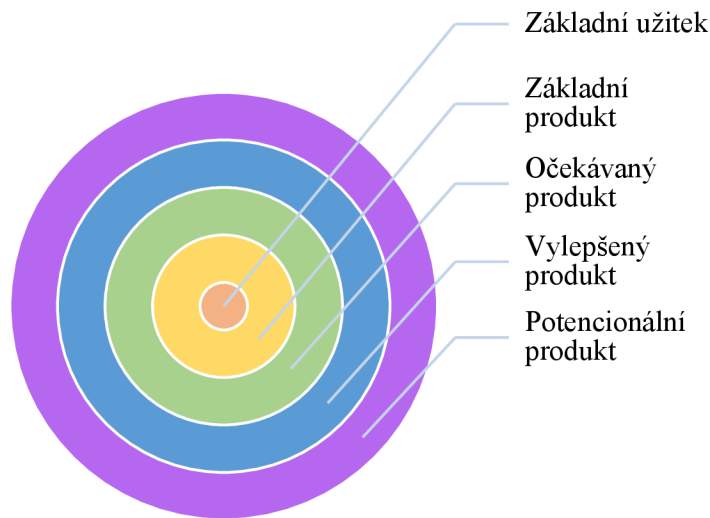 Základní užitek
Základní
produkt
Očekávaný
produkt
Vylepšený
produkt
Potencionální
produkt